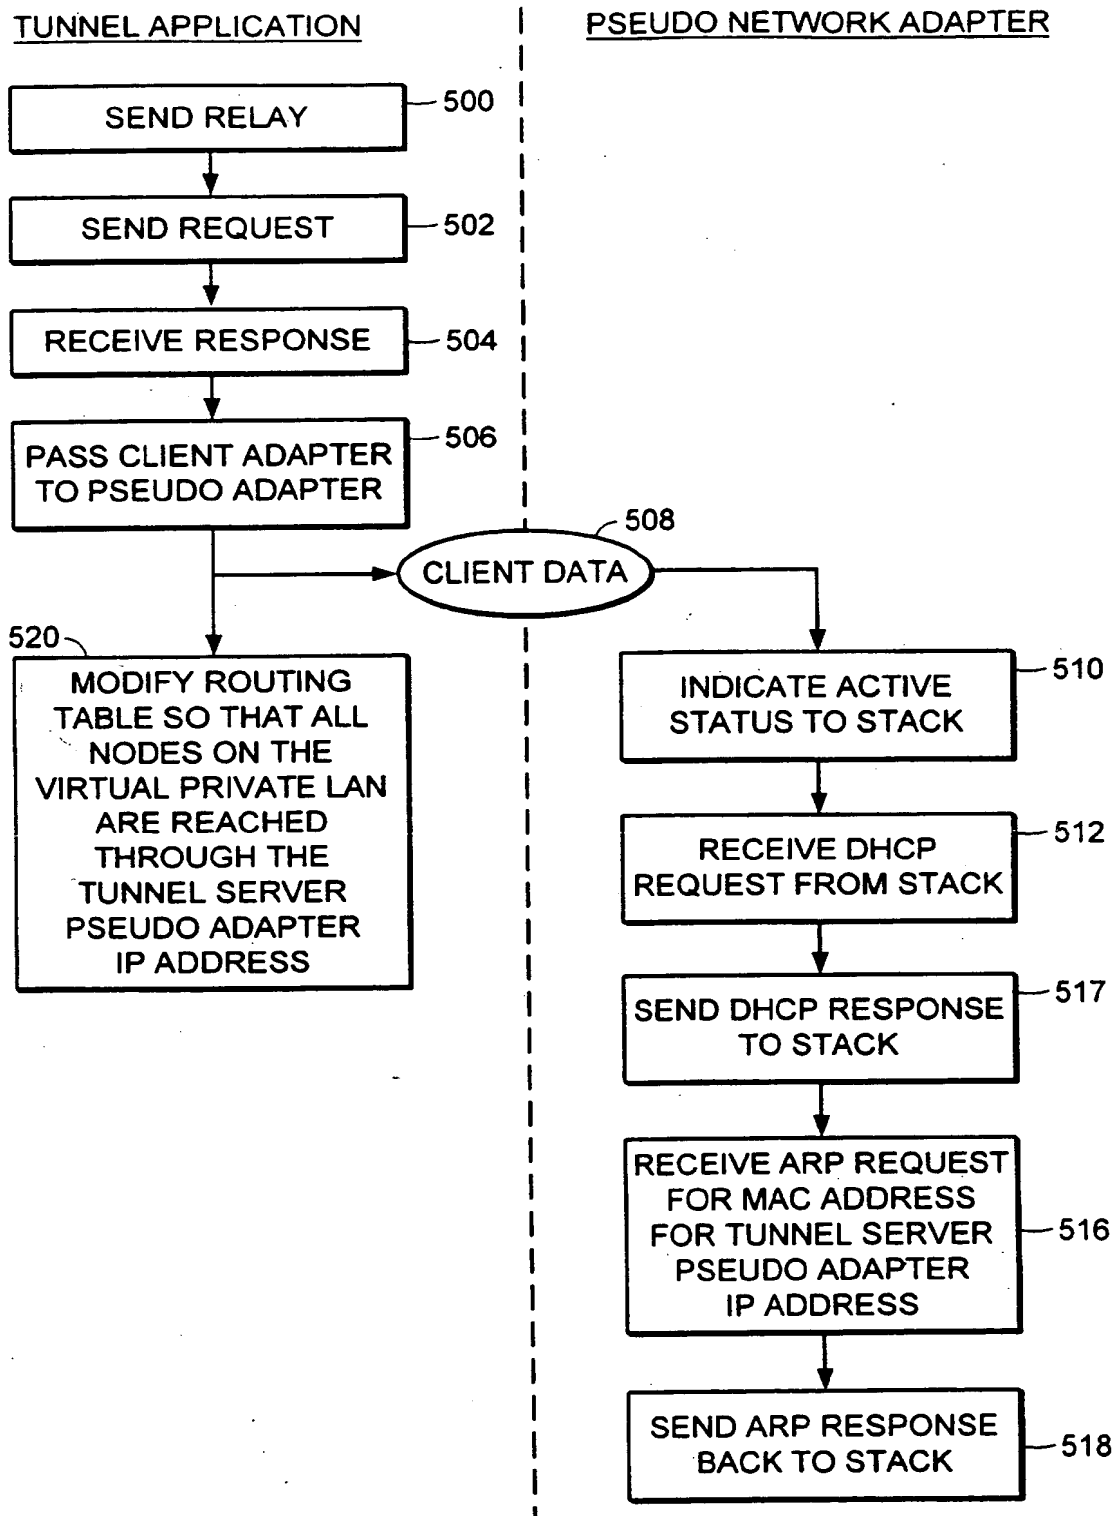 TUNNEL APPLICATION
PSEUDO NETWORK ADAPTER
SEND RELAY
500
SEND REQUEST
502
RECEIVE RESPONSE
504
PASS CLIENT ADAPTER
TO PSEUDO ADAPTER
506
CLIENT DATA
508
520
MODIFY ROUTING
TABLE SO THAT ALL
NODES ON THE
VIRTUAL PRIVATE LAN
ARE REACHED
THROUGH THE
TUNNEL SERVER
PSEUDO ADAPTER
IP ADDRESS
INDICATE ACTIVE
STATUS TO STACK
510
RECEIVE DHCP
REQUEST FROM STACK
512
SEND DHCP RESPONSE
TO STACK
517
RECEIVE ARP REQUEST
FOR MAC ADDRESS
FOR TUNNEL SERVER
PSEUDO ADAPTER
IP ADDRESS
516
SEND ARP RESPONSE
BACK TO STACK
518